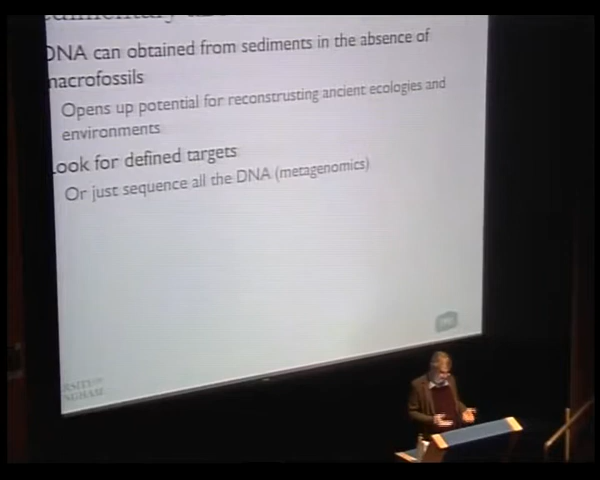 DNA can obtained from sediments in the absence of
macrofossils
Opens up potential for reconstrusting ancient ecologies and
environments
Look for defined targets
Or just sequence all the DNA (metagenomics)